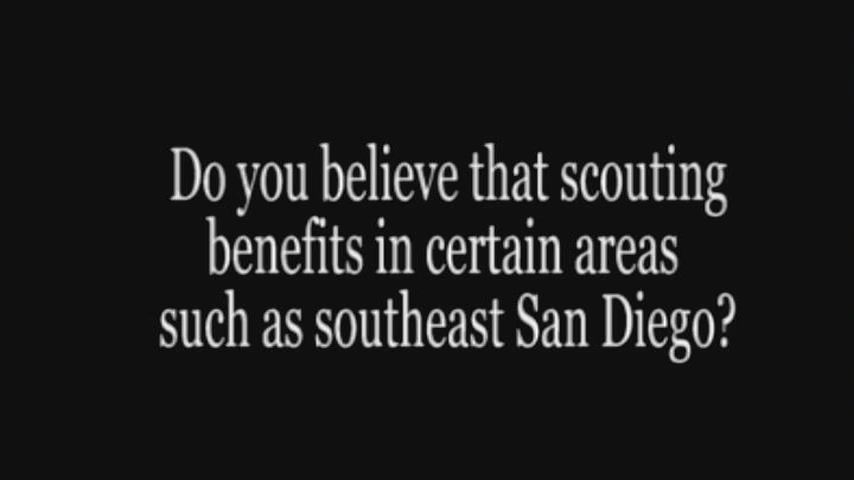 Do you believe that scouting
benefits in certain areas
such as southeast San Diego?